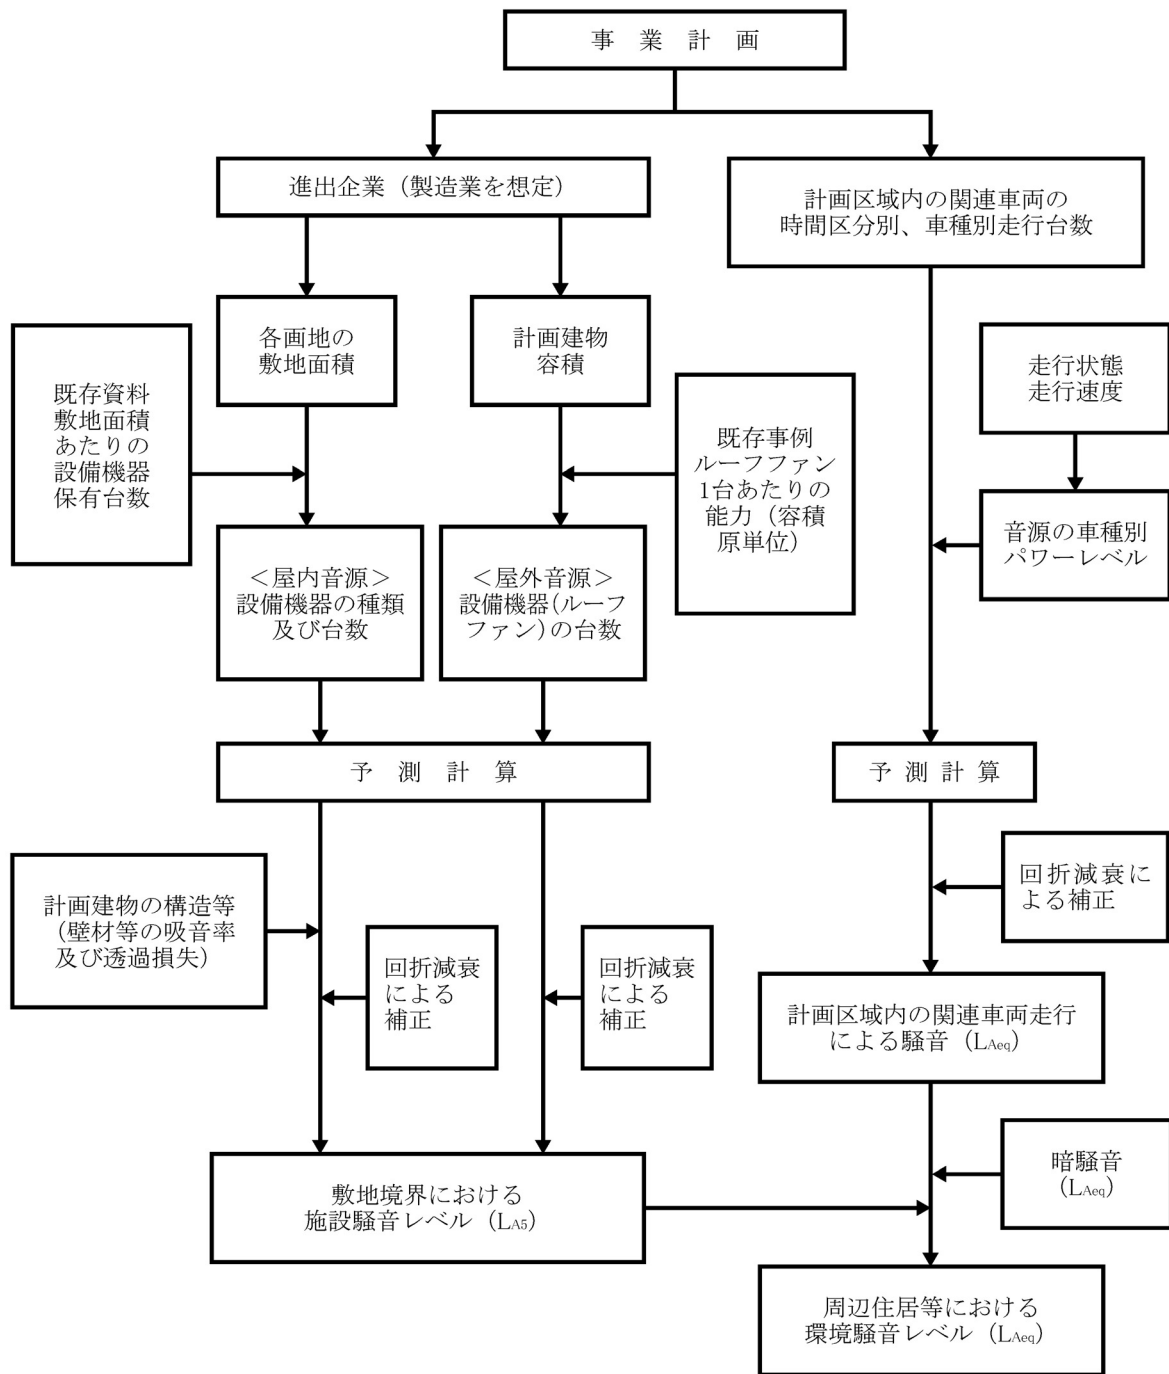 事業計画
進出企業（製造業を想定）
計画区域内の関連車両の
時間区分別、車種別走行台数
各画地の
敷地面積
計画建物
容積
既存資料
敷地面積
あたりの
設備機器
保有台数
既存事例
ルーフファン
1台あたりの
能力（容積
原単位）
走行状態
走行速度
音源の車種別
パワーレベル
＜屋内音源＞
設備機器の種類
及び台数
＜屋外音源＞
設備機器（ルーフ
ファン）の台数
予測計算
予測計算
計画建物の構造等
（壁材等の吸音率
及び透過損失）
回折減衰
による
補正
回折減衰
による
補正
回折減衰に
よる補正
計画区域内の関連車両走行
による騒音（LAeq）
暗騒音
（LAeq）
敷地境界における
施設騒音レベル（LA5）
周辺住居等における
環境騒音レベル（LAeq）